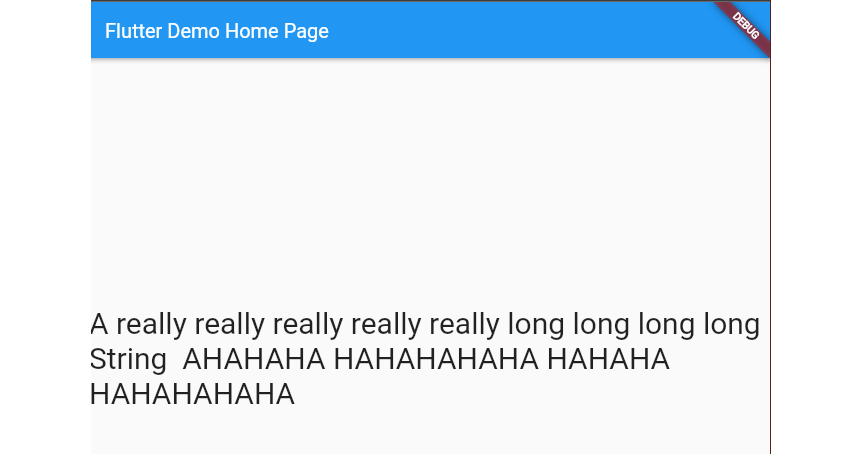 Flutter Demo Home Page
DEBUG
A really really really really really long long long long
String  AHAHAHA HAHAHAHAHA HAHAHA
HAHAHAHAHA